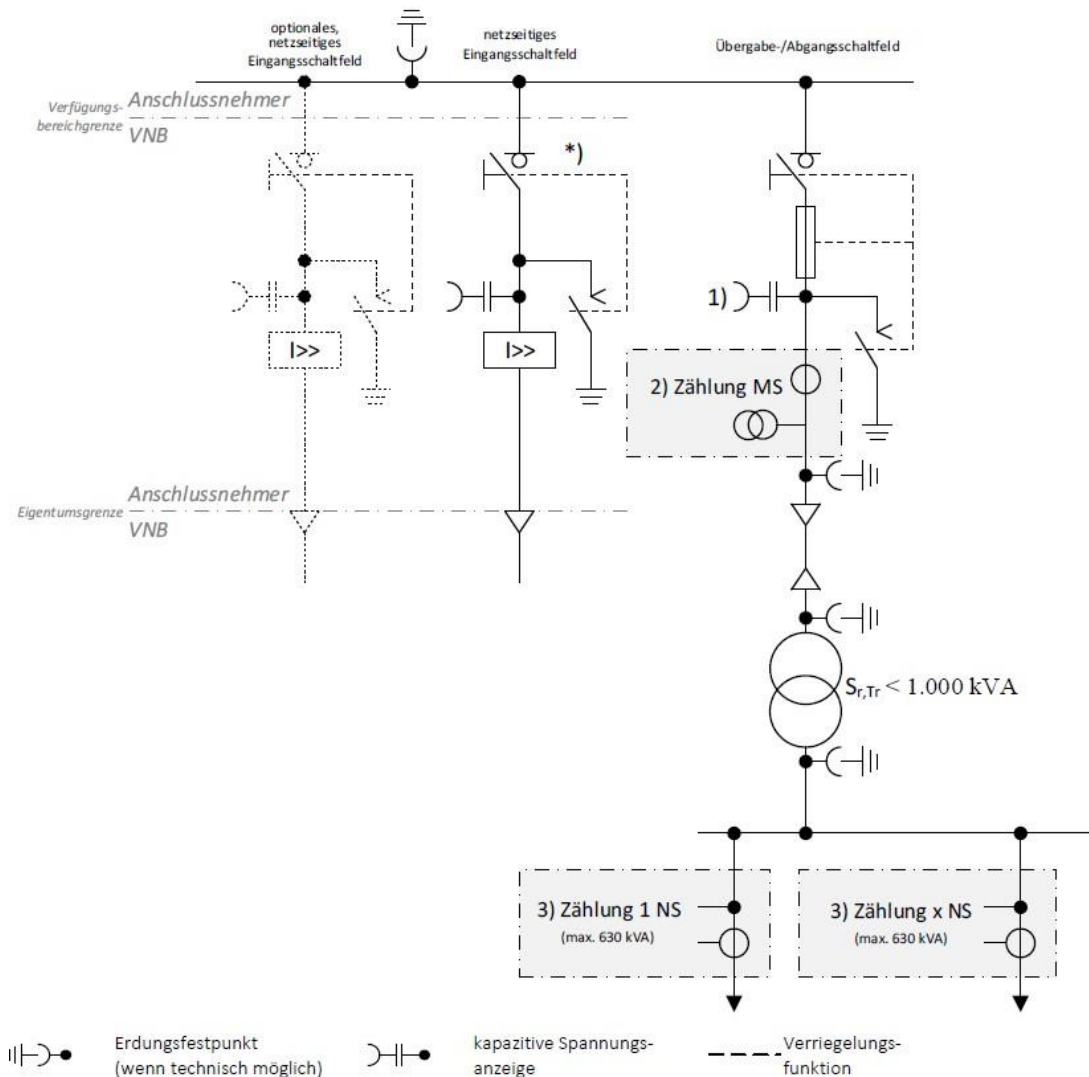 optionales,
netzseitiges
Eingangsschaltfeld
netzseitiges
Eingangsschaltfeld
Übergabe-/Abgangsschaltfeld
Verfügungs-
bereichgrenze
Anschlussnehmer
VNB
*)
1)
I>>
I>>
2) Zählung MS
Eigentumsgrenze
Anschlussnehmer
VNB
Sr,Tr < 1.000 kVA
3) Zählung 1 NS
(max. 630 kVA)
3) Zählung x NS
(max. 630 kVA)
Erdungsfestpunkt
(wenn technisch möglich)
kapazitive Spannungs-
anzeige
Verriegelungs-
funktion